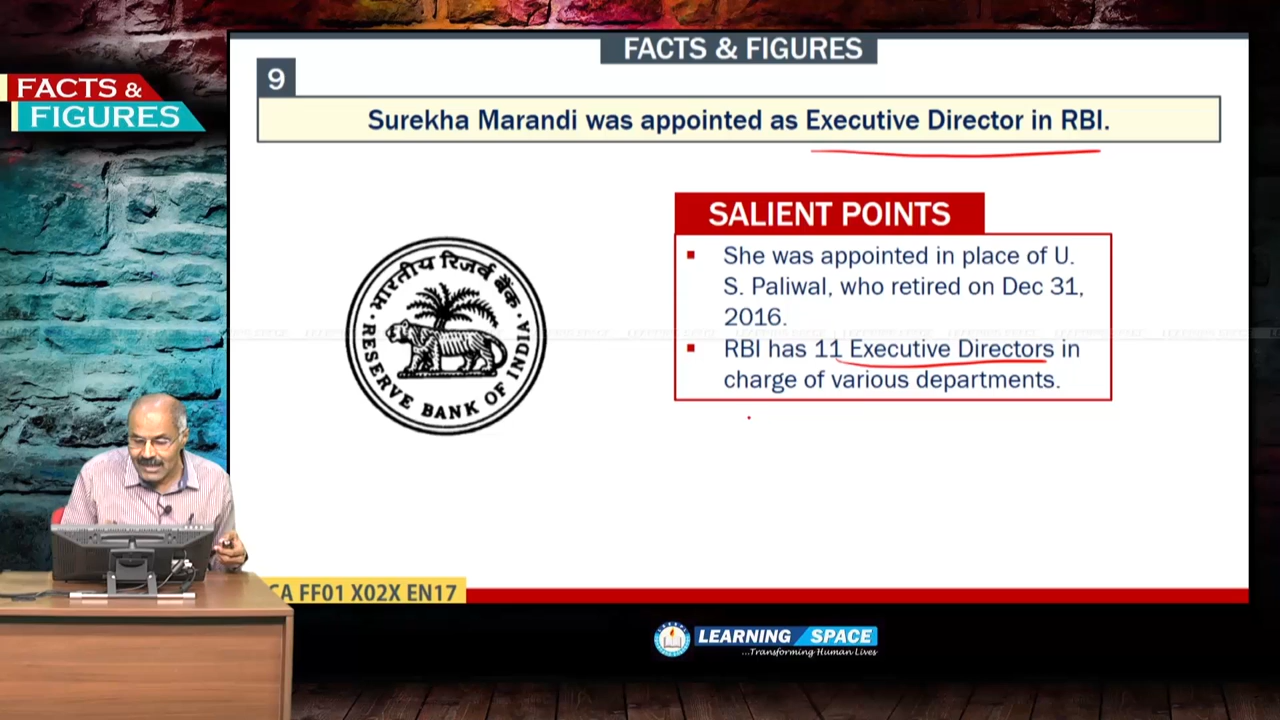 FACTS & FIGURES
9
FACTS &
FIGURES
Surekha Marandi was appointed as Executive Director in RBI.
SALIENT POINTS
▪ She was appointed in place of U.
S. Paliwal, who retired on Dec 31,
2016.
▪ RBI has 11 Executive Directors in
charge of various departments.
भारतीय रिज़र्व बैंक
RESERVE BANK OF INDIA
CA FF01 X02X EN17
LEARNING SPACE
...Transforming Human Lives